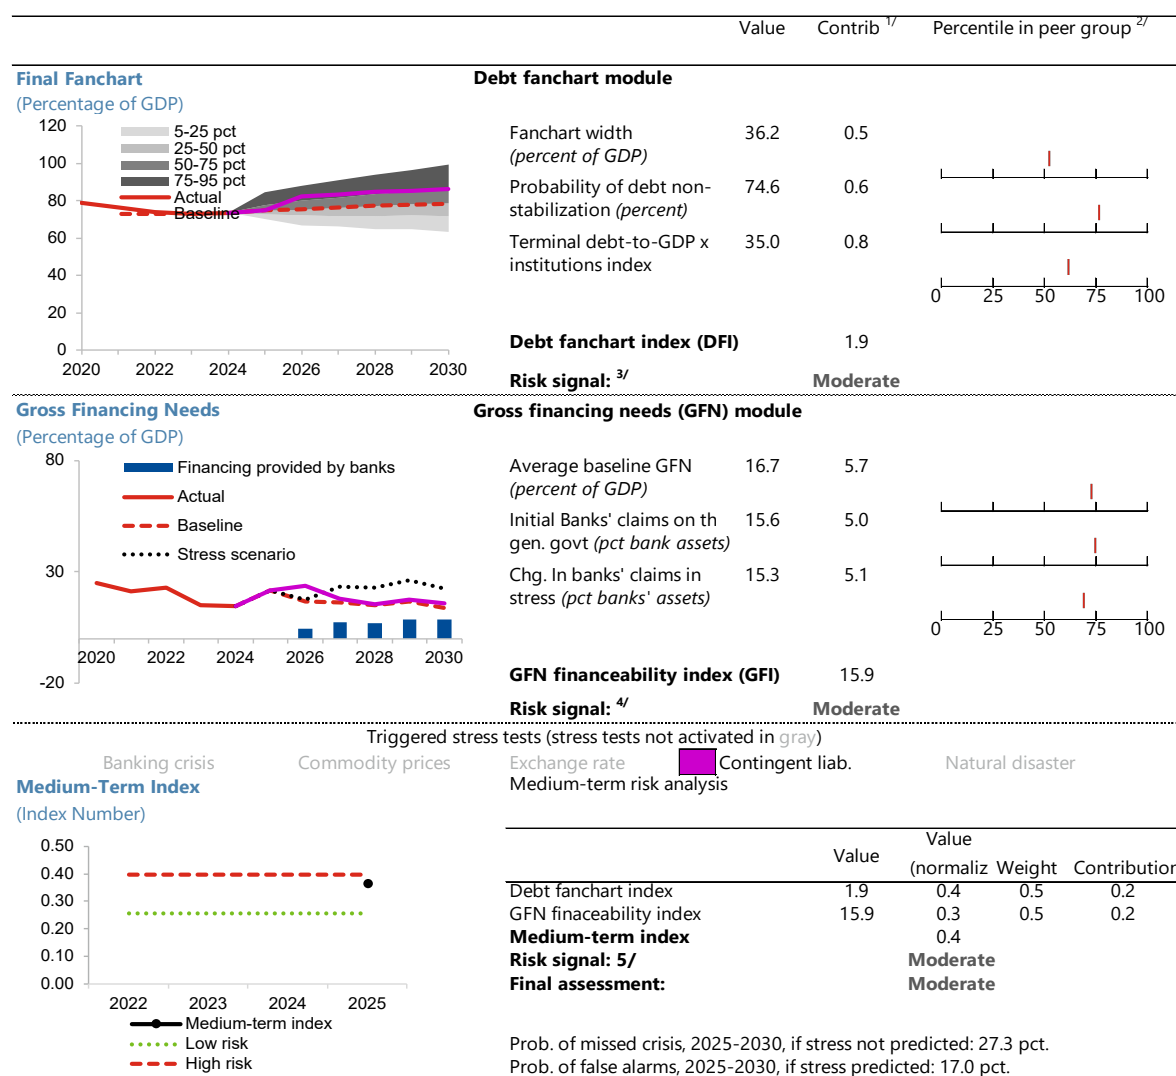 Value Contrib 1/ Percentile in peer group 2/
Final Fanchart
(Percentage of GDP)
120
100
80
60
40
20
0
5-25 pct
25-50 pct
50-75 pct
75-95 pct
Actual
Baseline
2020 2022 2024 2026 2028 2030
Debt fanchart module
Fanchart width 36.2 0.5
(percent of GDP)
Probability of debt non- 74.6 0.6
stabilization (percent)
Terminal debt-to-GDP x 35.0 0.8
institutions index
0 25 50 75 100
Debt fanchart index (DFI) 1.9
Risk signal: 3/ Moderate
Gross Financing Needs
(Percentage of GDP)
80
30
-20
Financing provided by banks
Actual
Baseline
Stress scenario
2020 2022 2024 2026 2028 2030
Gross financing needs (GFN) module
Average baseline GFN 16.7 5.7
(percent of GDP)
Initial Banks' claims on th 15.6 5.0
gen. govt (pct bank assets)
Chg. In banks' claims in 15.3 5.1
stress (pct banks' assets)
0 25 50 75 100
GFN financeability index (GFI) 15.9
Risk signal: 4/ Moderate
Triggered stress tests (stress tests not activated in gray)
Banking crisis Commodity prices Exchange rate Contingent liab. Natural disaster
Medium-Term Index
(Index Number)
0.50
0.40
0.30
0.20
0.10
0.00
2022 2023 2024 2025
Medium-term index
Low risk
High risk
Medium-term risk analysis
Value
Value (normaliz Weight Contribution
Debt fanchart index 1.9 0.4 0.5 0.2
GFN finaceability index 15.9 0.3 0.5 0.2
Medium-term index 0.4
Risk signal: 5/ Moderate
Final assessment: Moderate
Prob. of missed crisis, 2025-2030, if stress not predicted: 27.3 pct.
Prob. of false alarms, 2025-2030, if stress predicted: 17.0 pct.